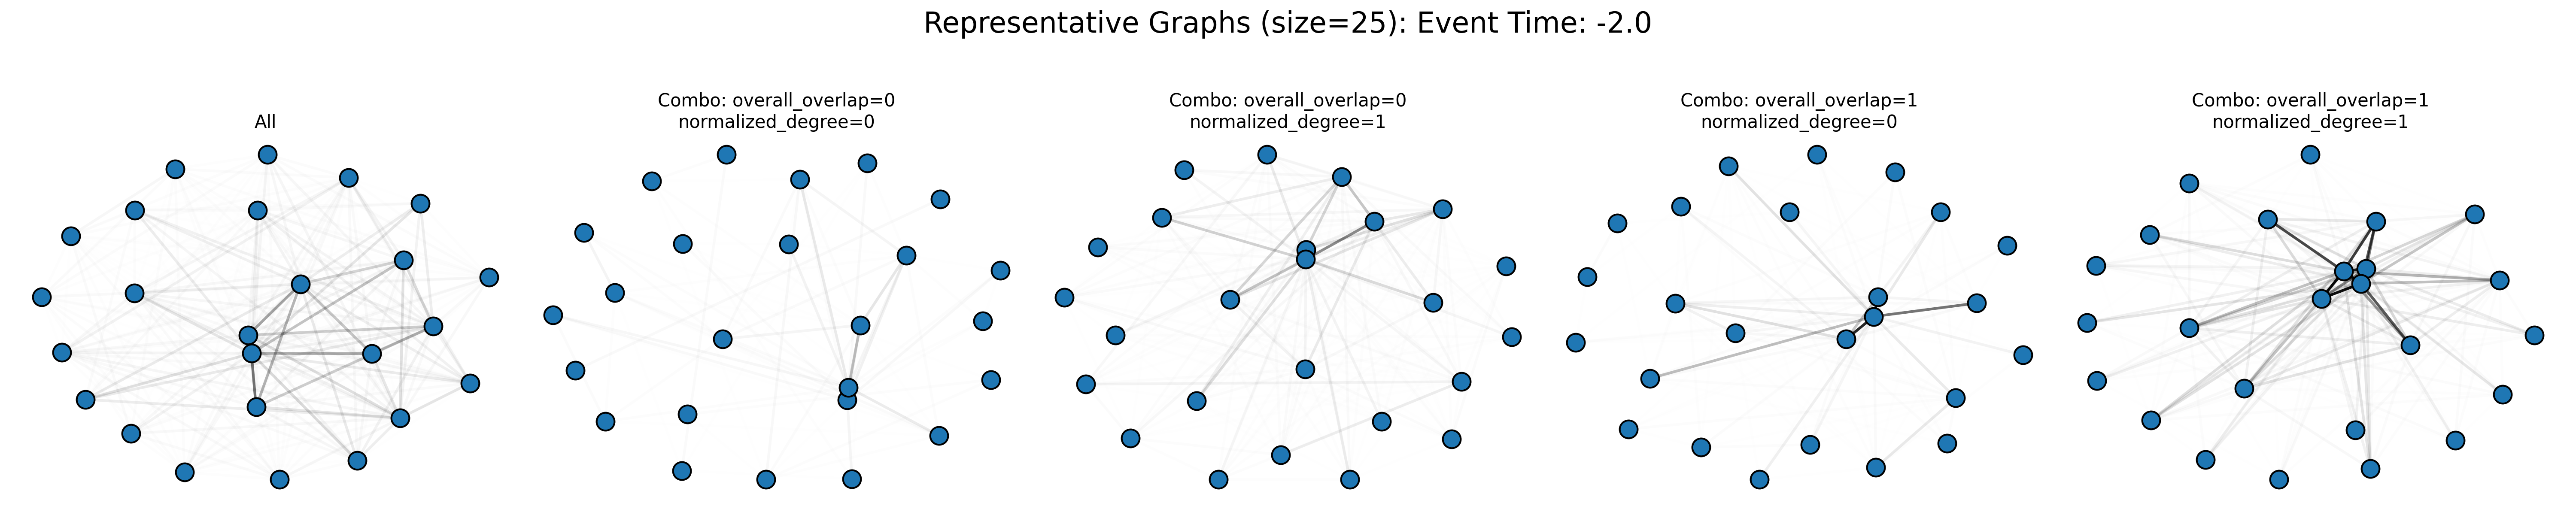 Representative Graphs (size=25): Event Time: -2.0
All
Combo: overall_overlap=0
normalized_degree=0
Combo: overall_overlap=0
normalized_degree=1
Combo: overall_overlap=1
normalized_degree=0
Combo: overall_overlap=1
normalized_degree=1